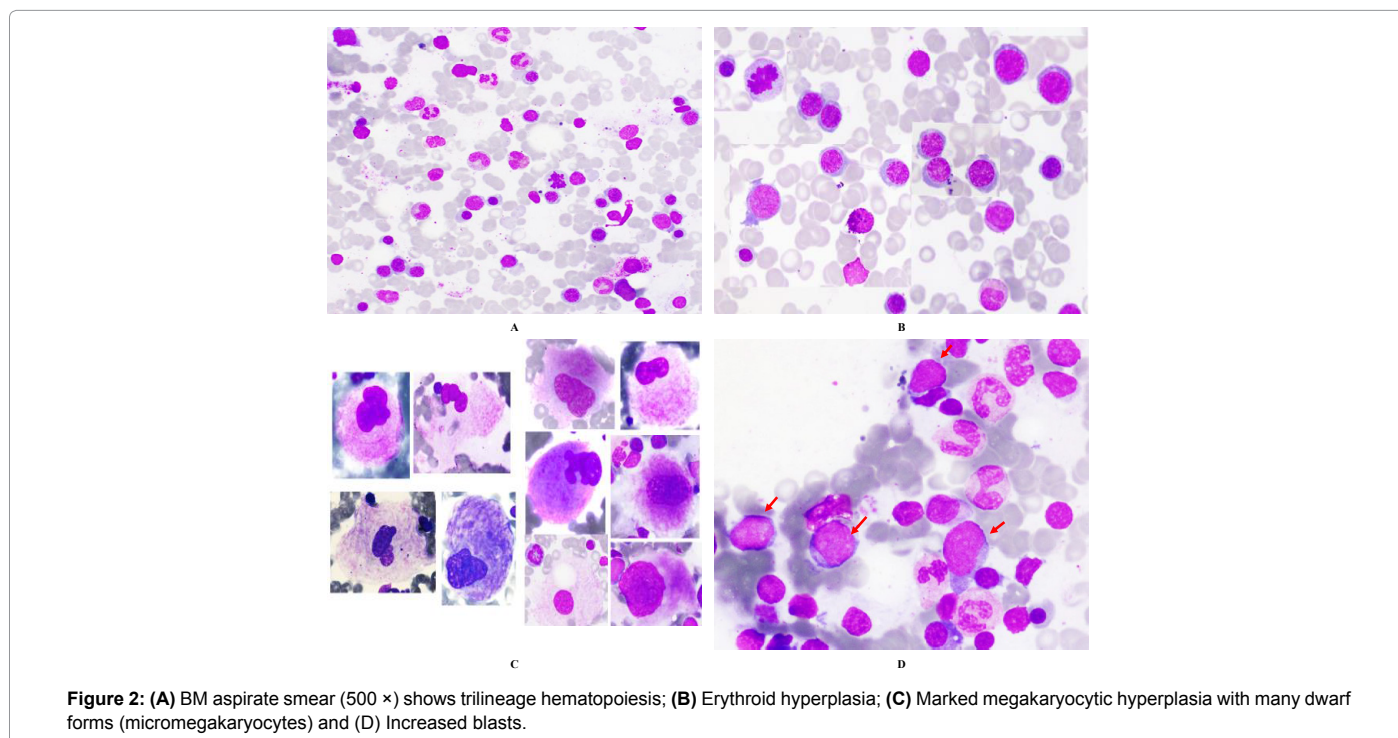 A
B
C
D
Figure 2: (A) BM aspirate smear (500 ×) shows trilineage hematopoiesis; (B) Erythroid hyperplasia; (C) Marked megakaryocytic hyperplasia with many dwarf
forms (micromegakaryocytes) and (D) Increased blasts.